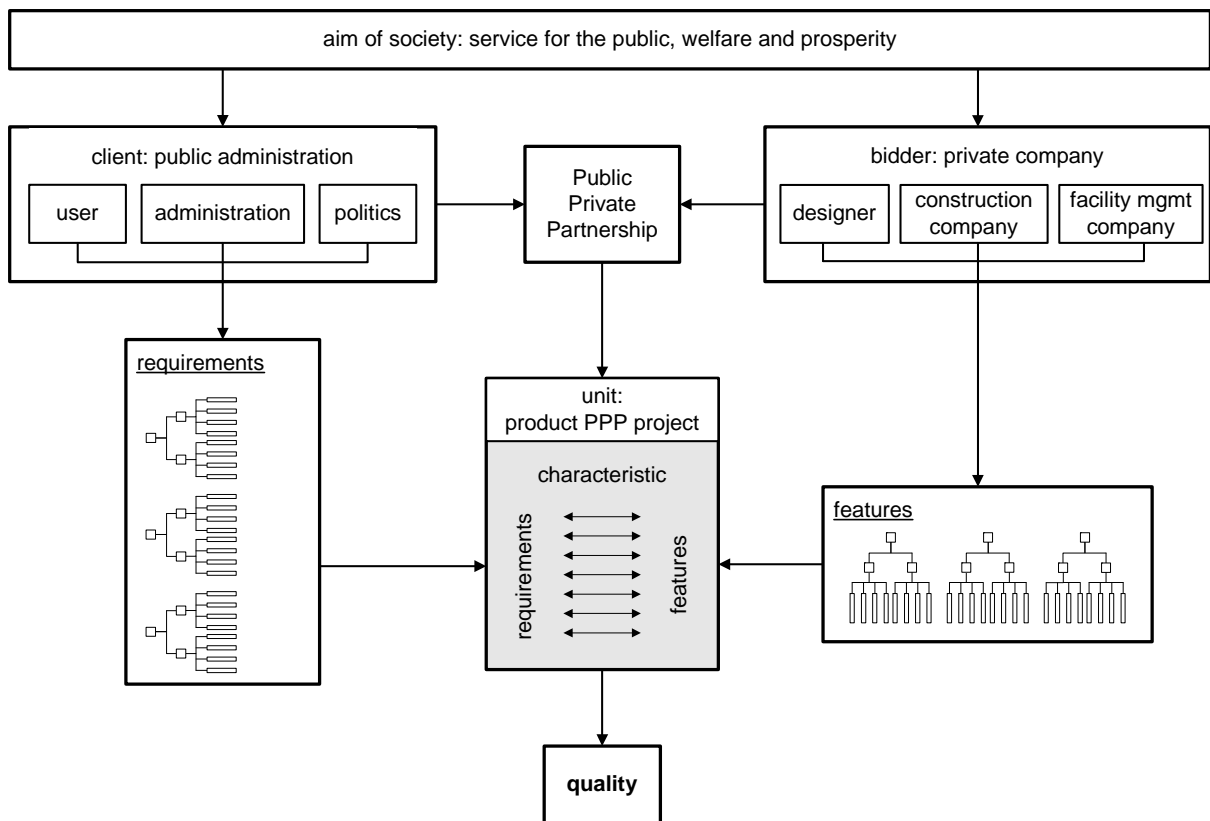 aim of society: service for the public, welfare and prosperity
client: public administration
user
administration
politics
Public
Private
Partnership
bidder: private company
designer
construction
company
facility mgmt
company
requirements
unit:
product PPP project
characteristic
requirements
features
features
quality